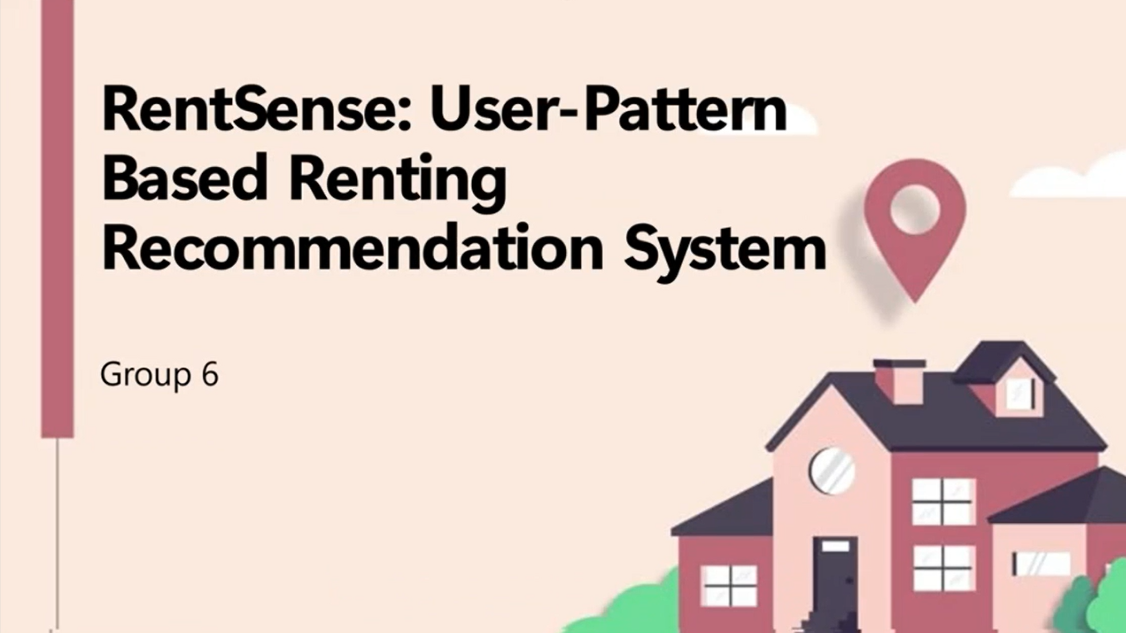 RentSense: User-Pattern
Based Renting
Recommendation System
Group 6